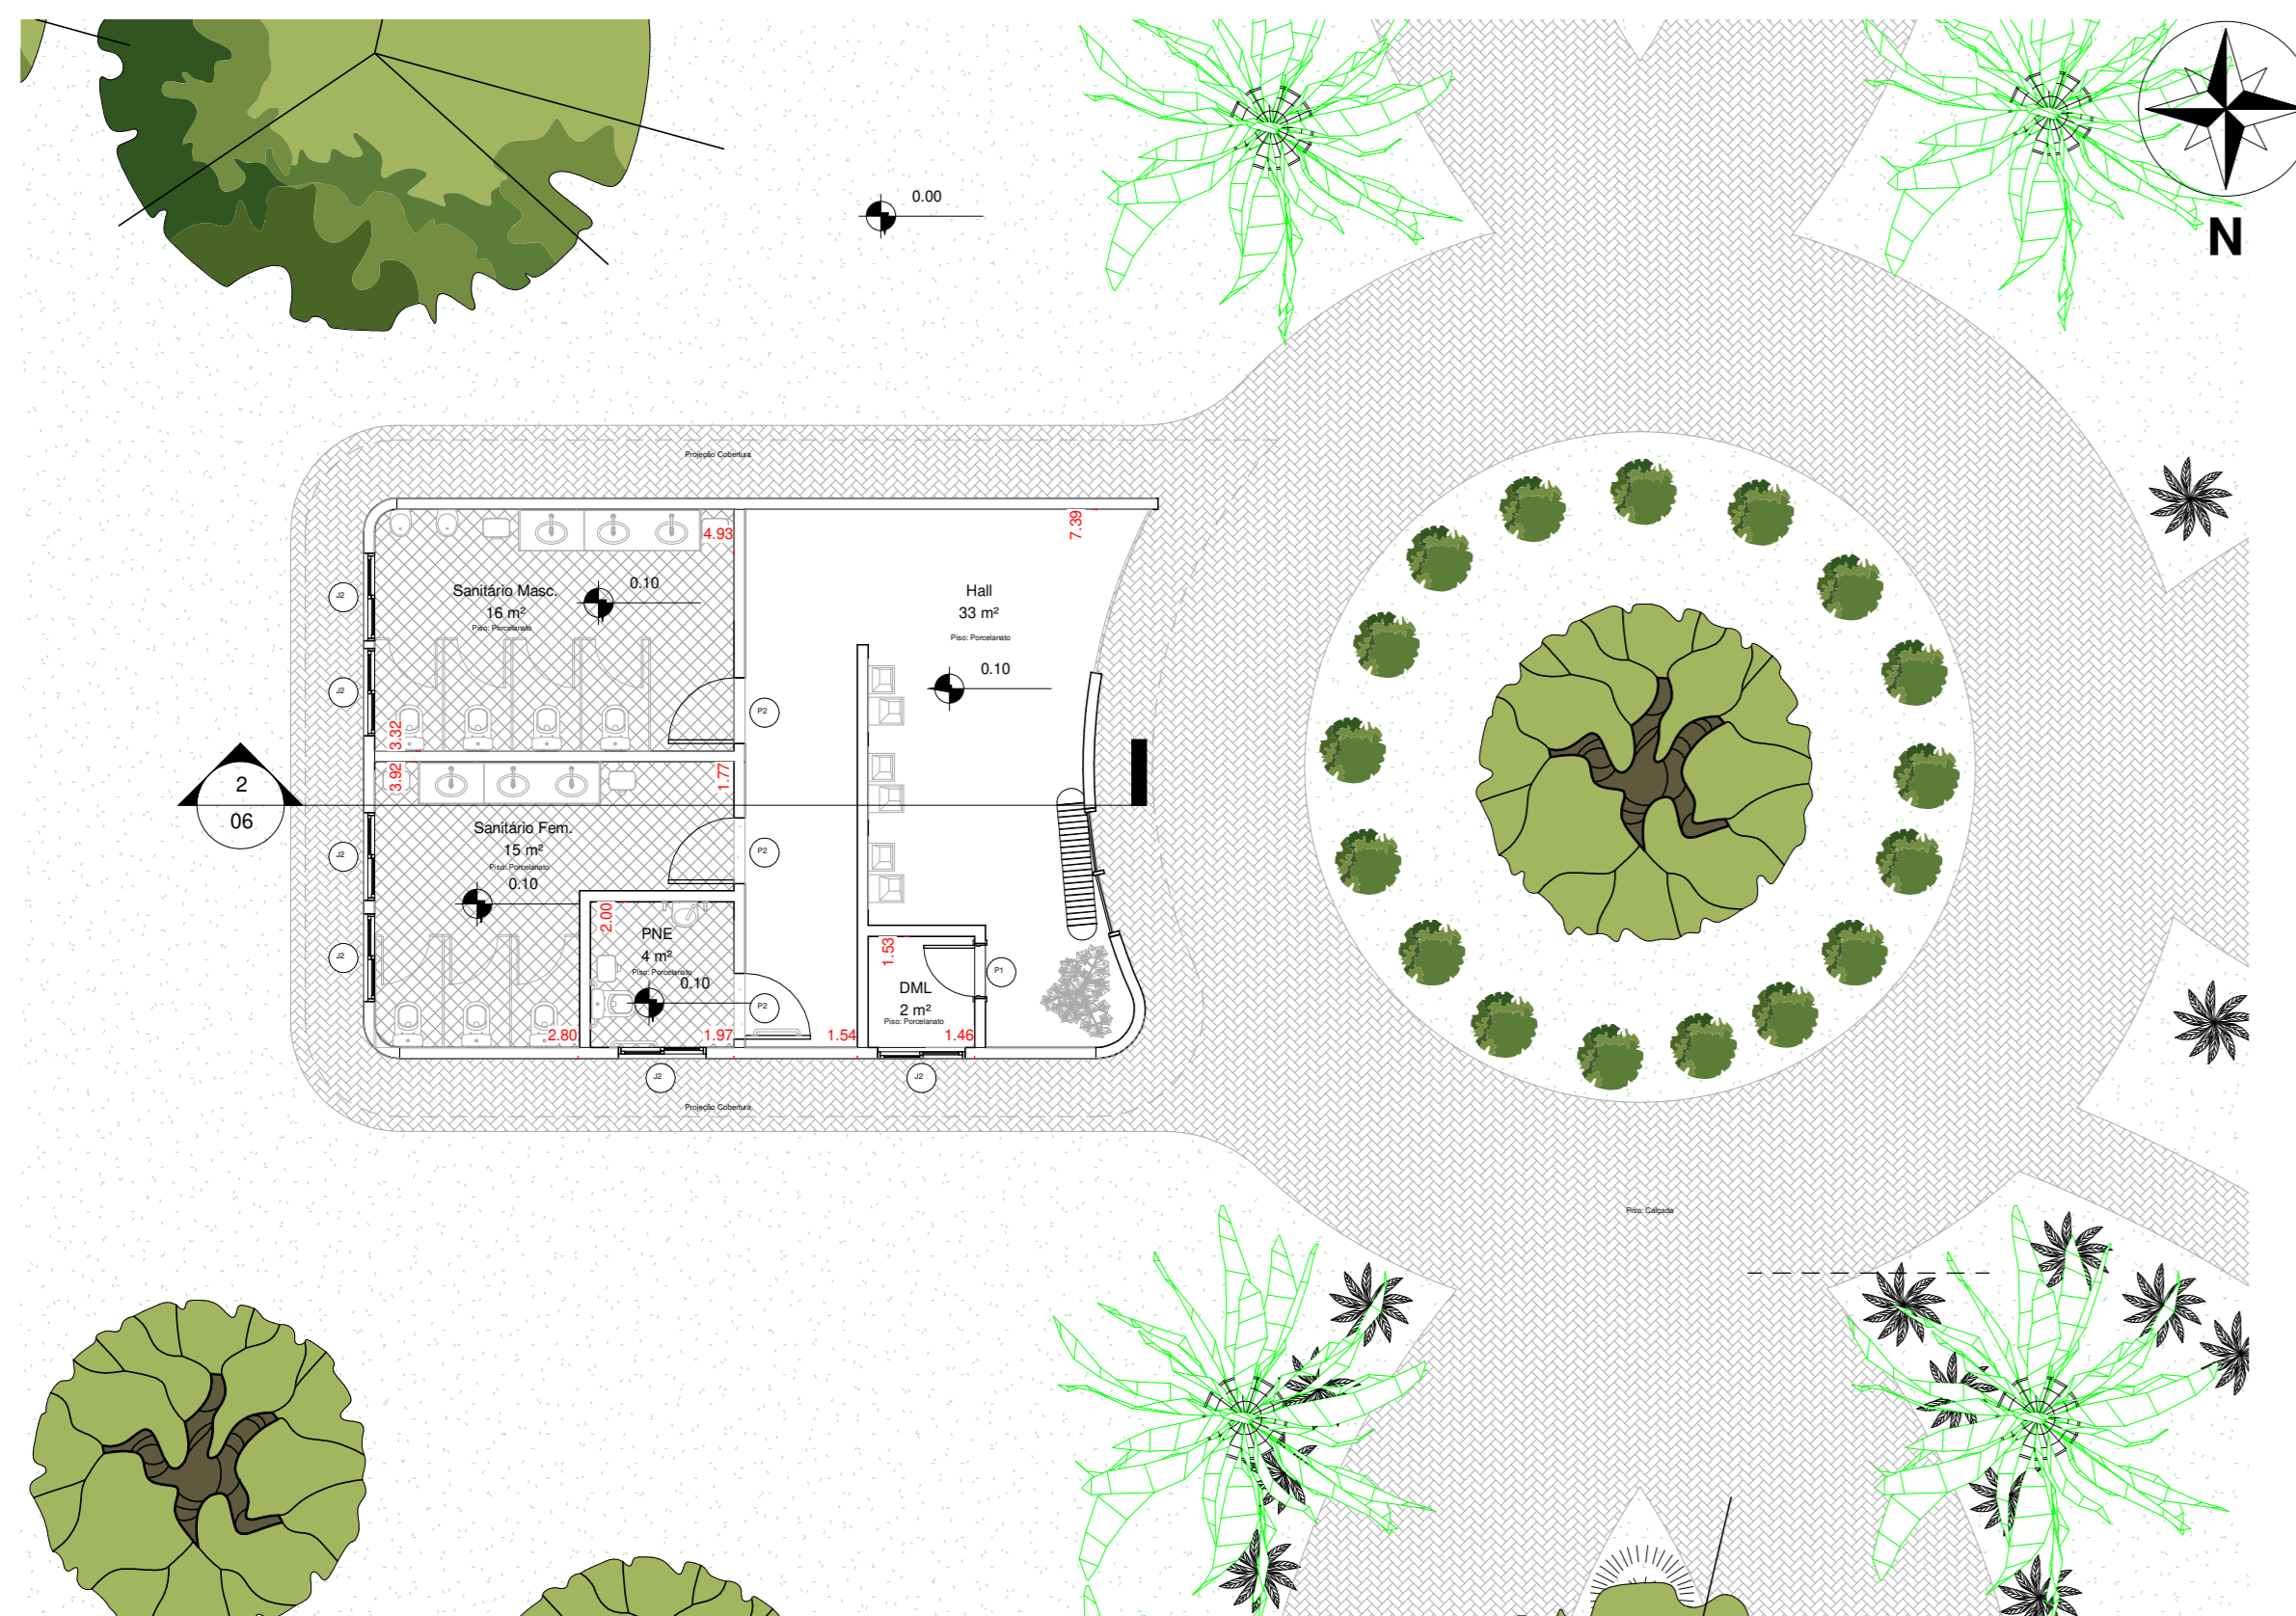 0.00
N
Projeção Cobertura
4.93
7.39
Sanitário Masc.
16 m²
Piso: Porcelanato
0.10
Hall
33 m²
Piso: Porcelanato
0.10
J2
J2
P2
3.32
3.92
1.77
2
06
Sanitário Fem.
15 m²
Piso: Porcelanato
0.10
J2
P2
2.00
PNE
4 m²
Piso: Porcelanato
0.10
J2
P2
1.53
DML
2 m²
Piso: Porcelanato
P1
2.80
1.97
1.54
1.46
J2
J2
Projeção Cobertura
Piso: Calçada